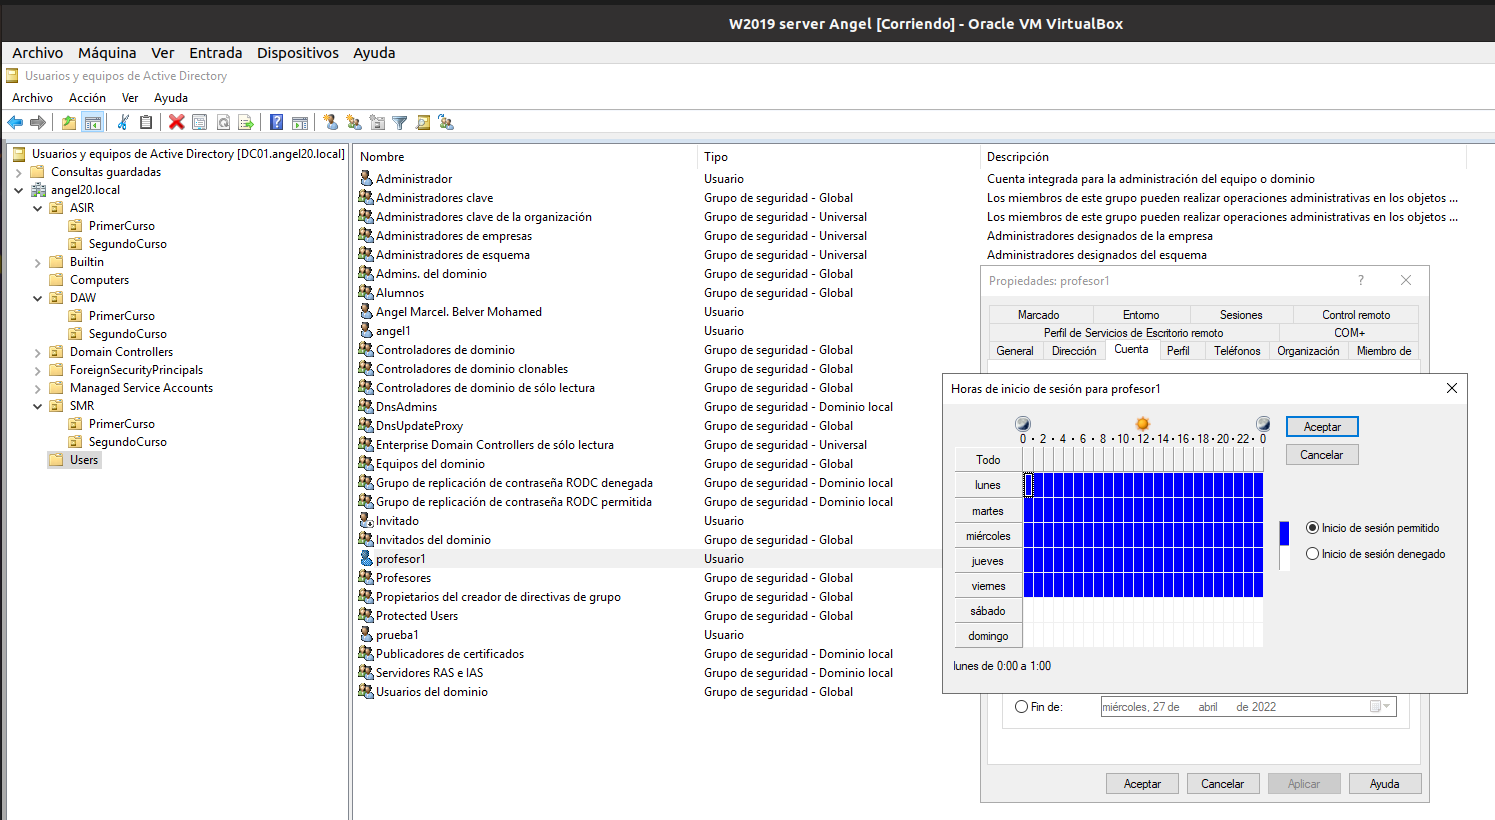 W2019 server Angel [Corriendo] - Oracle VM VirtualBox
Archivo Máquina Ver Entrada Dispositivos Ayuda
Usuarios y equipos de Active Directory
Archivo Acción Ver Ayuda
Usuarios y equipos de Active Directory [DC01.angel20.local]
Consultas guardadas
angel20.local
ASIR
PrimerCurso
SegundoCurso
Builtin
Computers
DAW
PrimerCurso
SegundoCurso
Domain Controllers
ForeignSecurityPrincipals
Managed Service Accounts
SMR
PrimerCurso
SegundoCurso
Users
Nombre Tipo Descripción
Administrador Usuario Cuenta integrada para la administración del equipo o dominio
Administradores clave Grupo de seguridad - Global Los miembros de este grupo pueden realizar operaciones administrativas en los objetos ...
Administradores clave de la organización Grupo de seguridad - Universal Los miembros de este grupo pueden realizar operaciones administrativas en los objetos ...
Administradores de empresas Grupo de seguridad - Universal Administradores designados de la empresa
Administradores de esquema Grupo de seguridad - Universal Administradores designados del esquema
Admins. del dominio Grupo de seguridad - Global
Alumnos Grupo de seguridad - Global
Angel Marcel. Belver Mohamed Usuario
angel1 Usuario
Controladores de dominio Grupo de seguridad - Global
Controladores de dominio clonables Grupo de seguridad - Global
Controladores de dominio de sólo lectura Grupo de seguridad - Global
DnsAdmins Grupo de seguridad - Dominio local
DnsUpdateProxy Grupo de seguridad - Global
Enterprise Domain Controllers de sólo lectura Grupo de seguridad - Universal
Equipos del dominio Grupo de seguridad - Global
Grupo de replicación de contraseña RODC denegada Grupo de seguridad - Dominio local
Grupo de replicación de contraseña RODC permitida Grupo de seguridad - Dominio local
Invitado Usuario
Invitados del dominio Grupo de seguridad - Global
profesor1 Usuario
Profesores Grupo de seguridad - Global
Propietarios del creador de directivas de grupo Grupo de seguridad - Global
Protected Users Grupo de seguridad - Global
prueba1 Usuario
Publicadores de certificados Grupo de seguridad - Dominio local
Servidores RAS e IAS Grupo de seguridad - Dominio local
Usuarios del dominio Grupo de seguridad - Global
Propiedades: profesor1 ?
Marcado Entorno Sesiones Control remoto
Perfil de Servicios de Escritorio remoto COM+
General Dirección Cuenta Perfil Teléfonos Organización Miembro de
Horas de inicio de sesión para profesor1
0 · 2 · 4 · 6 · 8 · 10 · 12 · 14 · 16 · 18 · 20 · 22 · 0
Aceptar
Cancelar
Todo
lunes
martes
miércoles
jueves
viernes
sábado
domingo
Inicio de sesión permitido
Inicio de sesión denegado
lunes de 0:00 a 1:00
Fin de: miércoles, 27 de abril de 2022
Aceptar Cancelar Aplicar Ayuda